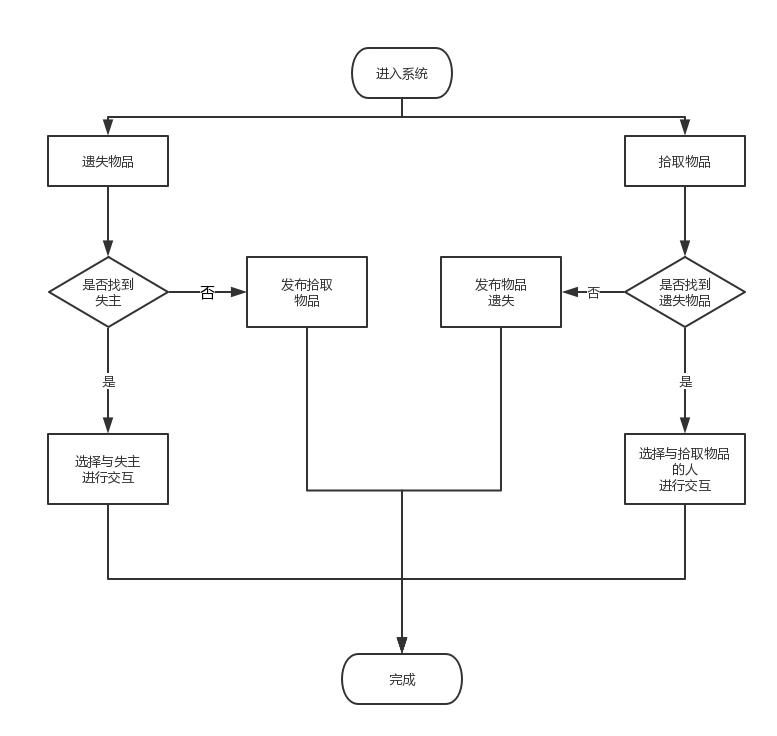 进入系统
遗失物品
拾取物品
是否找到
失主
否
发布拾取
物品
发布物品
遗失
否
是否找到
遗失物品
是
是
选择与失主
进行交互
选择与拾取物品
的人
进行交互
完成